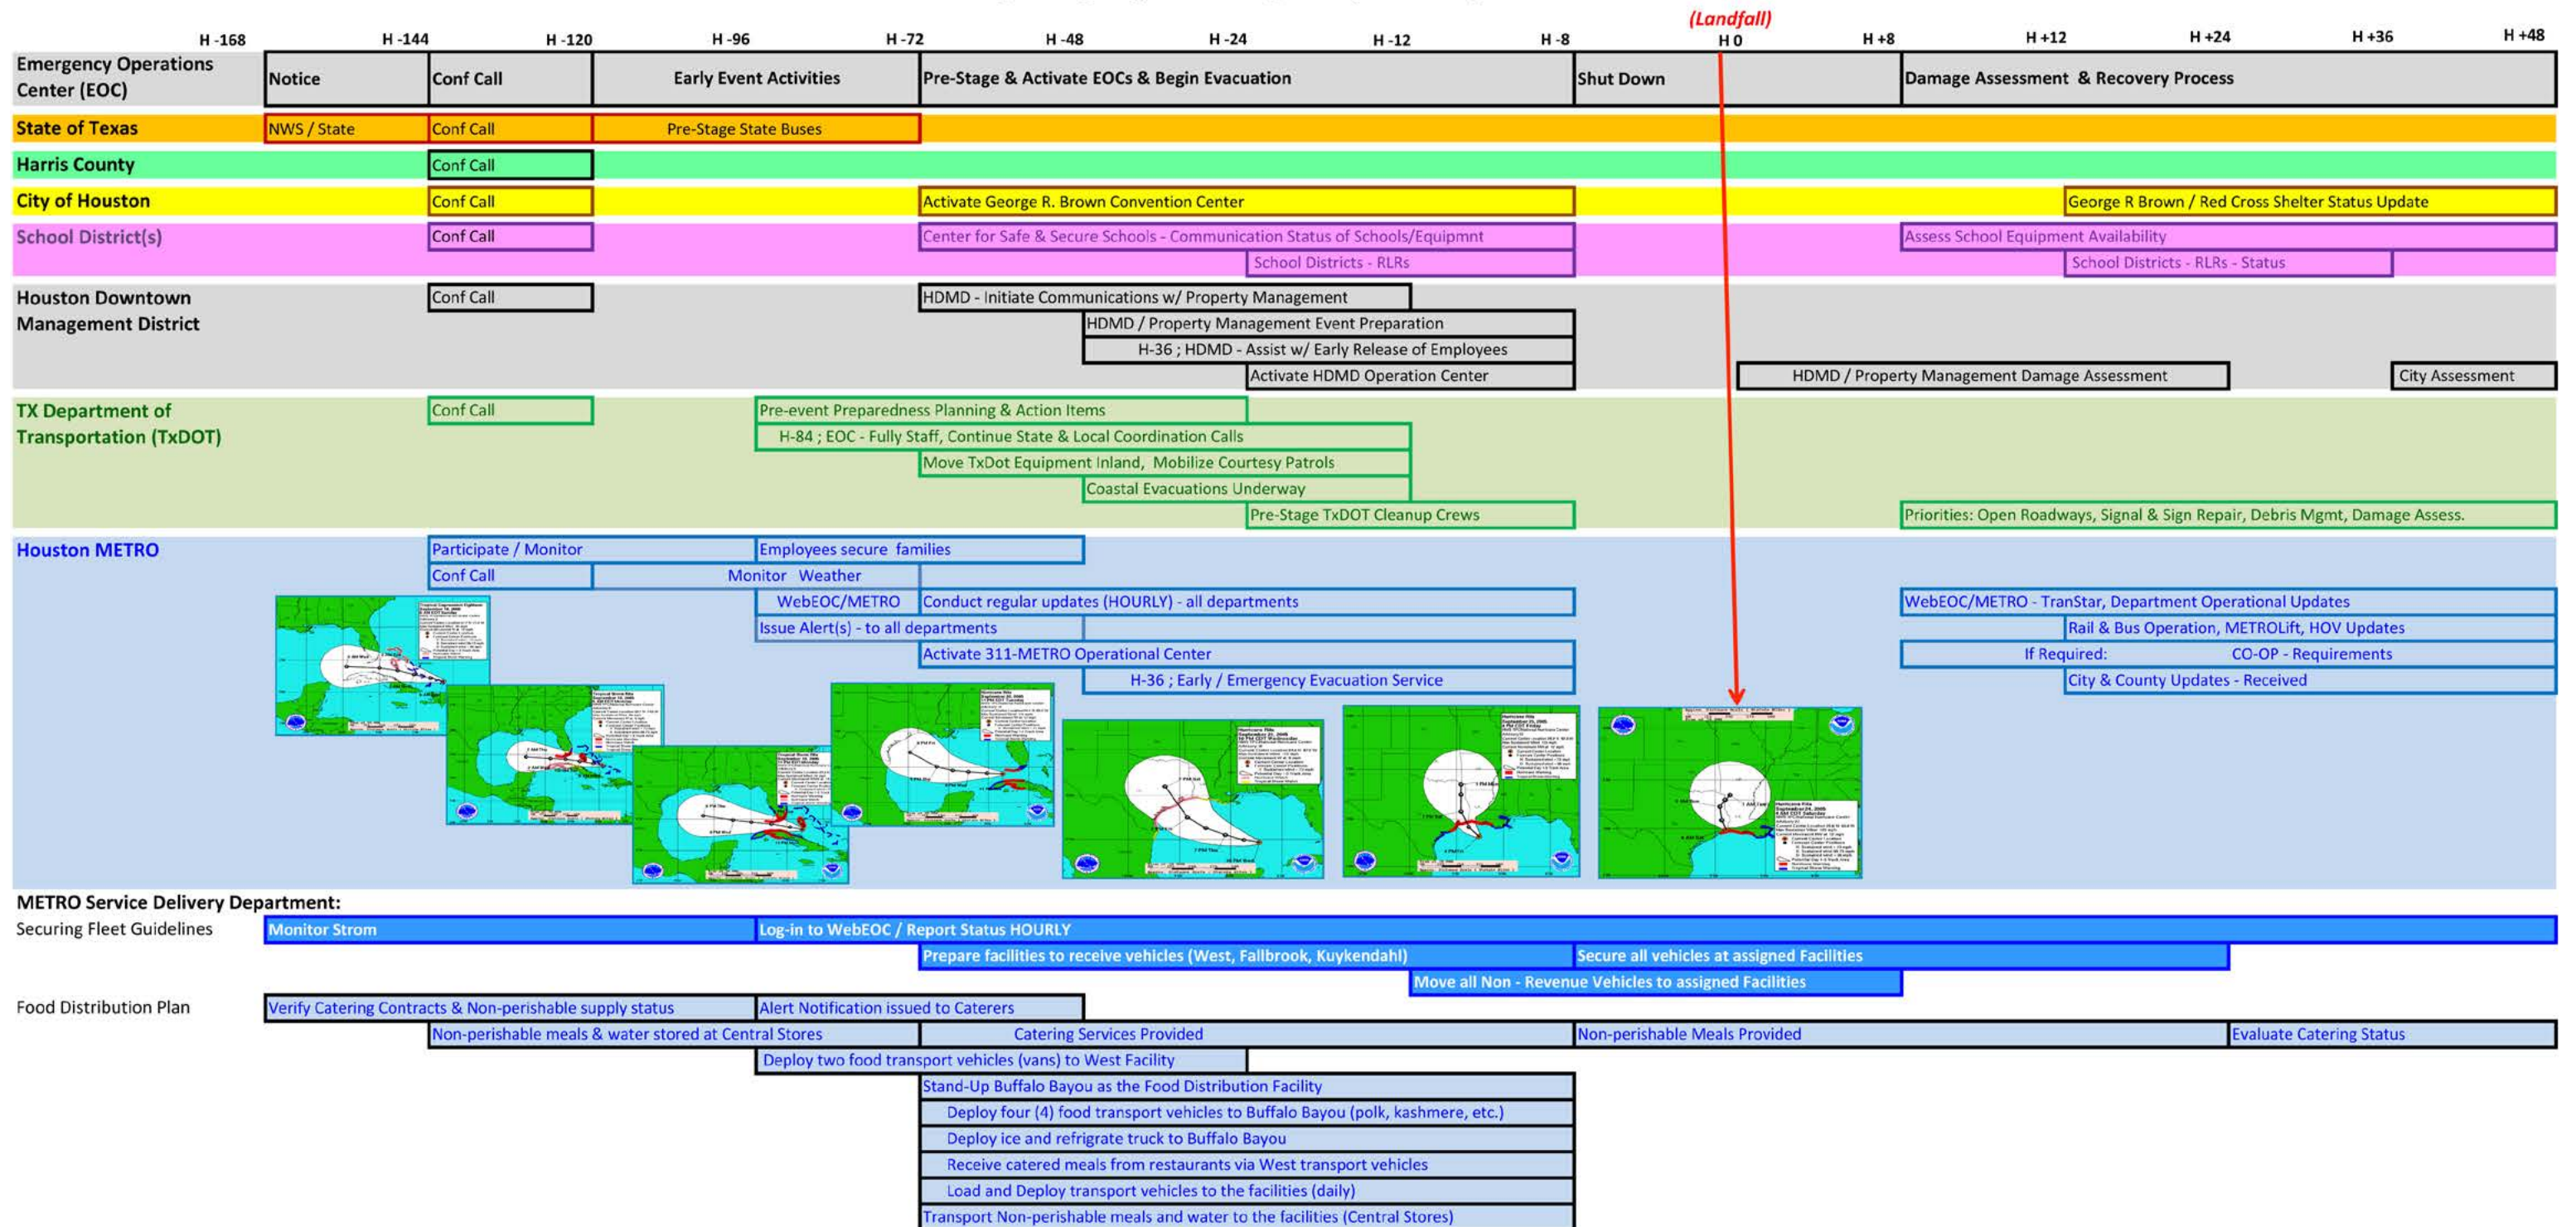 (Landfall)
H -168 H -144 H -120 H -96 H -72 H -48 H -24 H -12 H -8 H 0 H +8 H +12 H +24 H +36 H +48
Emergency Operations
Center (EOC)
Notice Conf Call Early Event Activities Pre-Stage & Activate EOCs & Begin Evacuation Shut Down Damage Assessment & Recovery Process
State of Texas NWS / State Conf Call Pre-Stage State Buses
Harris County Conf Call
City of Houston Conf Call Activate George R. Brown Convention Center George R Brown / Red Cross Shelter Status Update
School District(s) Conf Call Center for Safe & Secure Schools - Communication Status of Schools/Equipmnt Assess School Equipment Availability
School Districts - RLRs School Districts - RLRs - Status
Houston Downtown Conf Call HDMD - Initiate Communications w/ Property Management
Management District HDMD / Property Management Event Preparation
H-36 ; HDMD - Assist w/ Early Release of Employees
Activate HDMD Operation Center HDMD / Property Management Damage Assessment City Assessment
TX Department of Conf Call Pre-event Preparedness Planning & Action Items
Transportation (TxDOT) H-84 ; EOC - Fully Staff, Continue State & Local Coordination Calls
Move TxDot Equipment Inland, Mobilize Courtesy Patrols
Coastal Evacuations Underway
Pre-Stage TxDOT Cleanup Crews Priorities: Open Roadways, Signal & Sign Repair, Debris Mgmt, Damage Assess.
Houston METRO Participate / Monitor Employees secure families
Conf Call Monitor Weather
WebEOC/METRO Conduct regular updates (HOURLY) - all departments WebEOC/METRO - TranStar, Department Operational Updates
Issue Alert(s) - to all departments Rail & Bus Operation, METROLift, HOV Updates
Activate 311-METRO Operational Center If Required: CO-OP - Requirements
H-36 ; Early / Emergency Evacuation Service City & County Updates - Received
METRO Service Delivery Department:
Securing Fleet Guidelines Monitor Strom Log-in to WebEOC / Report Status HOURLY
Prepare facilities to receive vehicles (West, Fallbrook, Kuykendahl) Secure all vehicles at assigned Facilities
Move all Non - Revenue Vehicles to assigned Facilities
Food Distribution Plan Verify Catering Contracts & Non-perishable supply status Alert Notification issued to Caterers
Non-perishable meals & water stored at Central Stores Catering Services Provided Non-perishable Meals Provided Evaluate Catering Status
Deploy two food transport vehicles (vans) to West Facility
Stand-Up Buffalo Bayou as the Food Distribution Facility
Deploy four (4) food transport vehicles to Buffalo Bayou (polk, kashmere, etc.)
Deploy ice and refrigrate truck to Buffalo Bayou
Receive catered meals from restaurants via West transport vehicles
Load and Deploy transport vehicles to the facilities (daily)
Transport Non-perishable meals and water to the facilities (Central Stores)